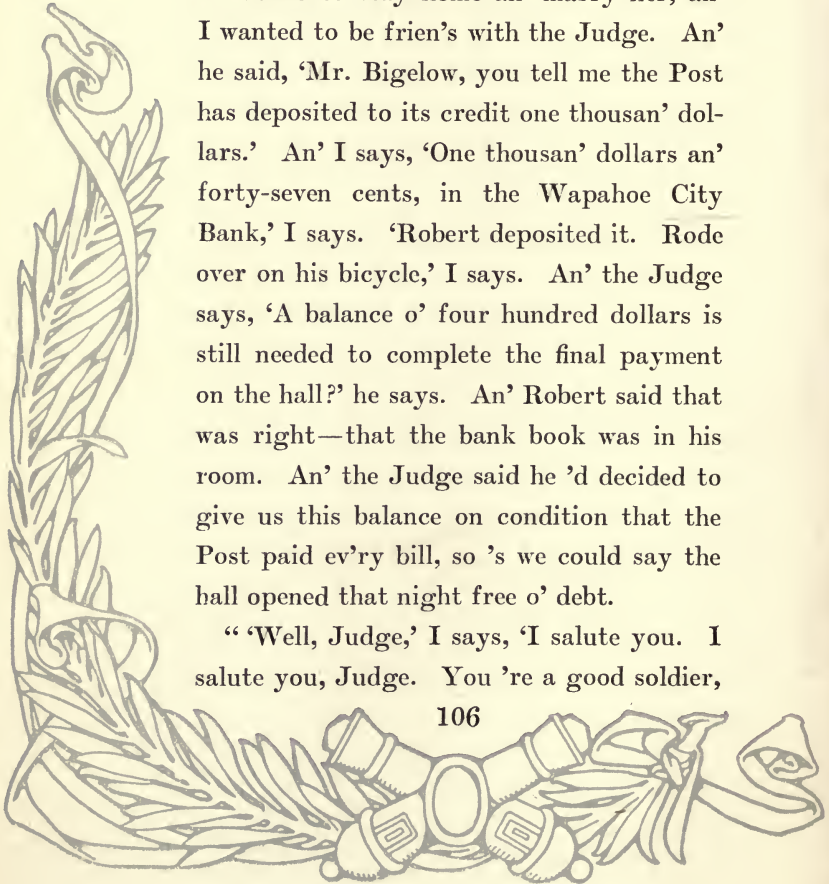 I wanted to be frien's with the Judge. An'
he said, ‘Mr. Bigelow, you tell me the Post
has deposited to its credit one thousan' dol-
lars.’ An' I says, ‘One thousan' dollars an'
forty-seven cents, in the Wapahoe City
Bank,’ I says. ‘Robert deposited it. Rode
over on his bicycle,’ I says. An' the Judge
says, ‘A balance o' four hundred dollars is
still needed to complete the final payment
on the hall?’ he says. An' Robert said that
was right—that the bank book was in his
room. An' the Judge said he 'd decided to
give us this balance on condition that the
Post paid ev'ry bill, so 's we could say the
hall opened that night free o' debt.
“ ‘Well, Judge,’ I says, ‘I salute you. I
salute you, Judge. You 're a good soldier,
106